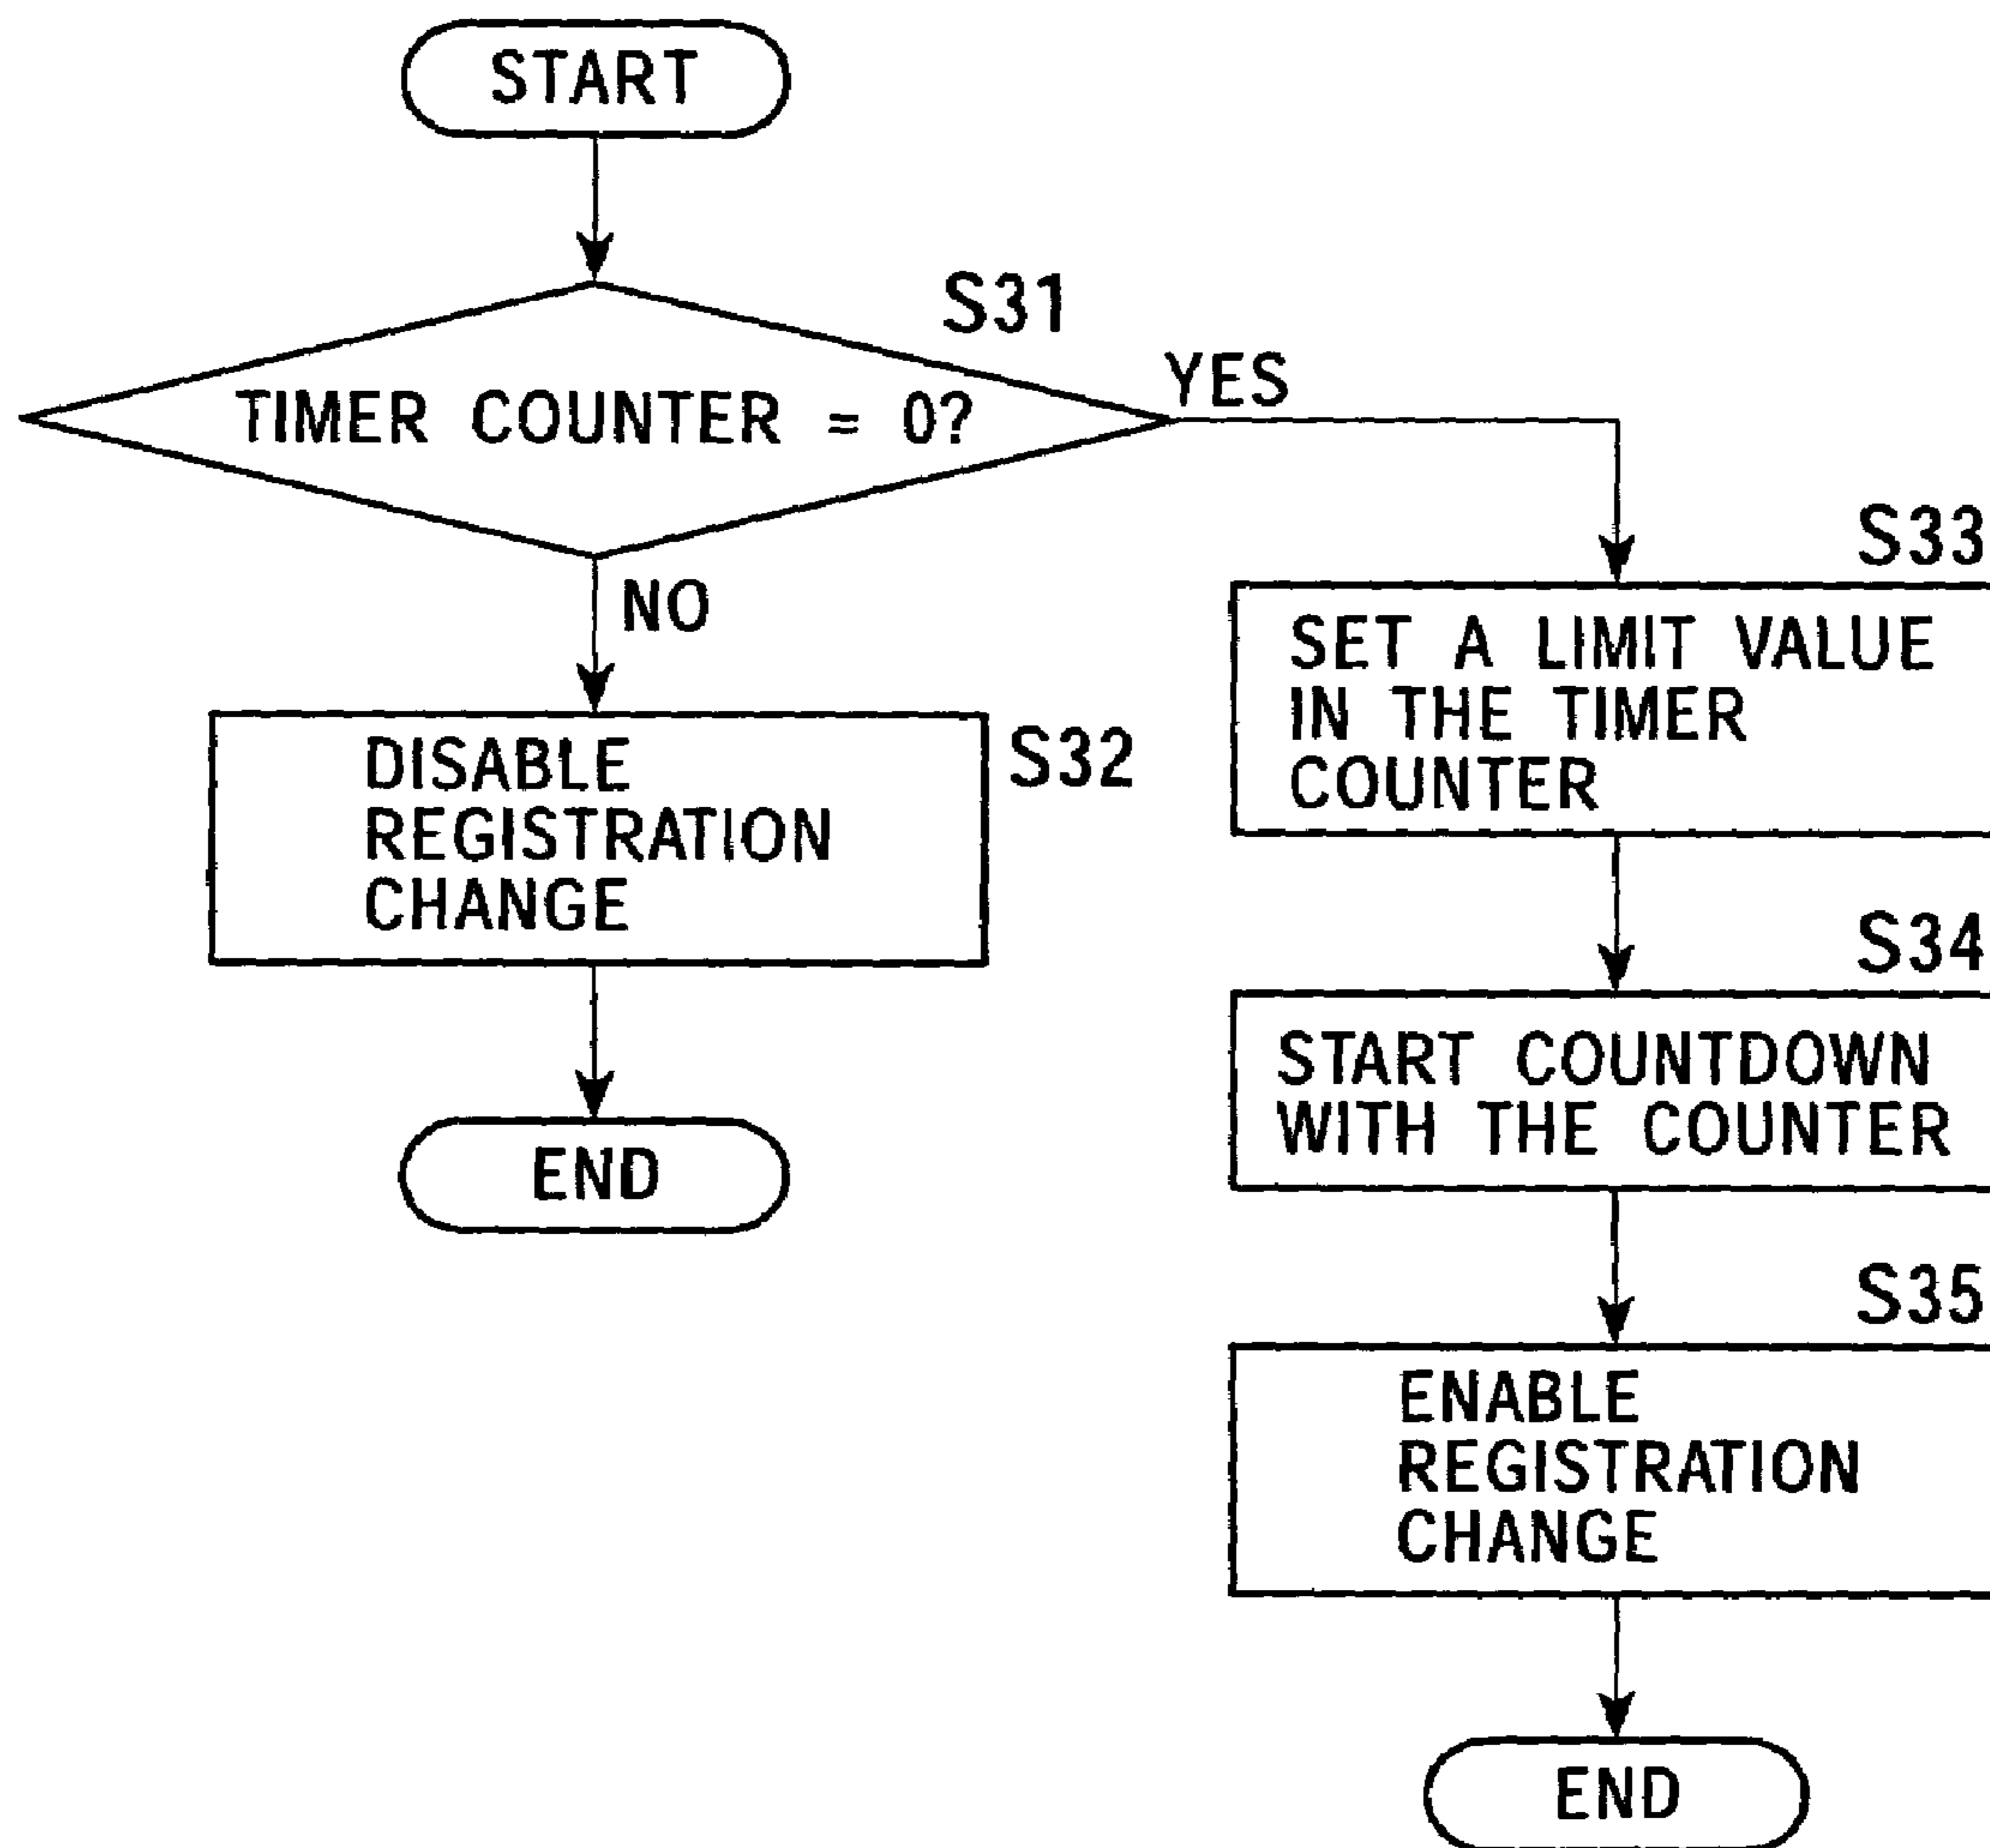 START
S31
TIMER COUNTER = 0?
YES
NO
DISABLE
REGISTRATION
CHANGE
S32
END
S33
SET A LIMIT VALUE
IN THE TIMER
COUNTER
S34
START COUNTDOWN
WITH THE COUNTER
S35
ENABLE
REGISTRATION
CHANGE
END